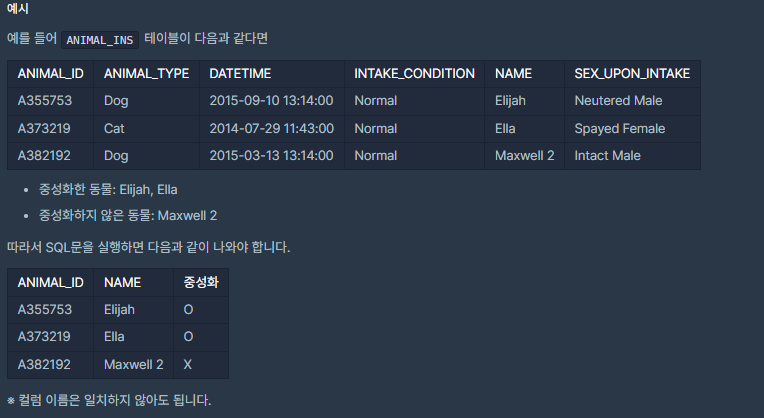 예시
예를 들어 ANIMAL_INS 테이블이 다음과 같다면
ANIMAL_ID ANIMAL_TYPE DATETIME INTAKE_CONDITION NAME SEX_UPON_INTAKE
A355753 Dog 2015-09-10 13:14:00 Normal Elijah Neutered Male
A373219 Cat 2014-07-29 11:43:00 Normal Ella Spayed Female
A382192 Dog 2015-03-13 13:14:00 Normal Maxwell 2 Intact Male
• 중성화한 동물: Elijah, Ella
• 중성화하지 않은 동물: Maxwell 2
따라서 SQL문을 실행하면 다음과 같이 나와야 합니다.
ANIMAL_ID NAME 중성화
A355753 Elijah O
A373219 Ella O
A382192 Maxwell 2 X
※ 컬럼 이름은 일치하지 않아도 됩니다.